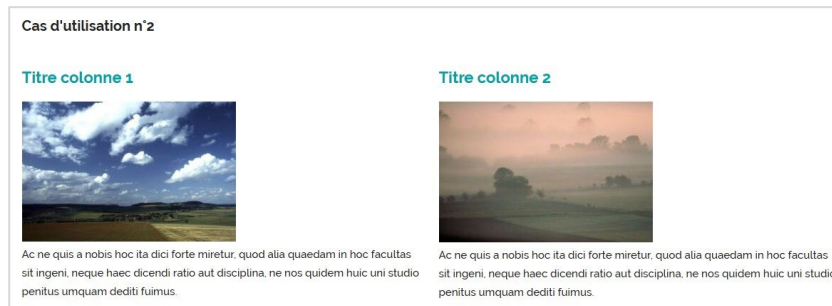 Cas d'utilisation n°2
Titre colonne 1
Ac ne quis a nobis hoc ita dici forte miretur, quod alia quaedam in hoc facultas
sit ingeni, neque haec dicendi ratio aut disciplina, ne nos quidem huic uni studio
penitus umquam dediti fuimus.
Titre colonne 2
Ac ne quis a nobis hoc ita dici forte miretur, quod alia quaedam in hoc facultas
sit ingeni, neque haec dicendi ratio aut disciplina, ne nos quidem huic uni studio
penitus umquam dediti fuimus.